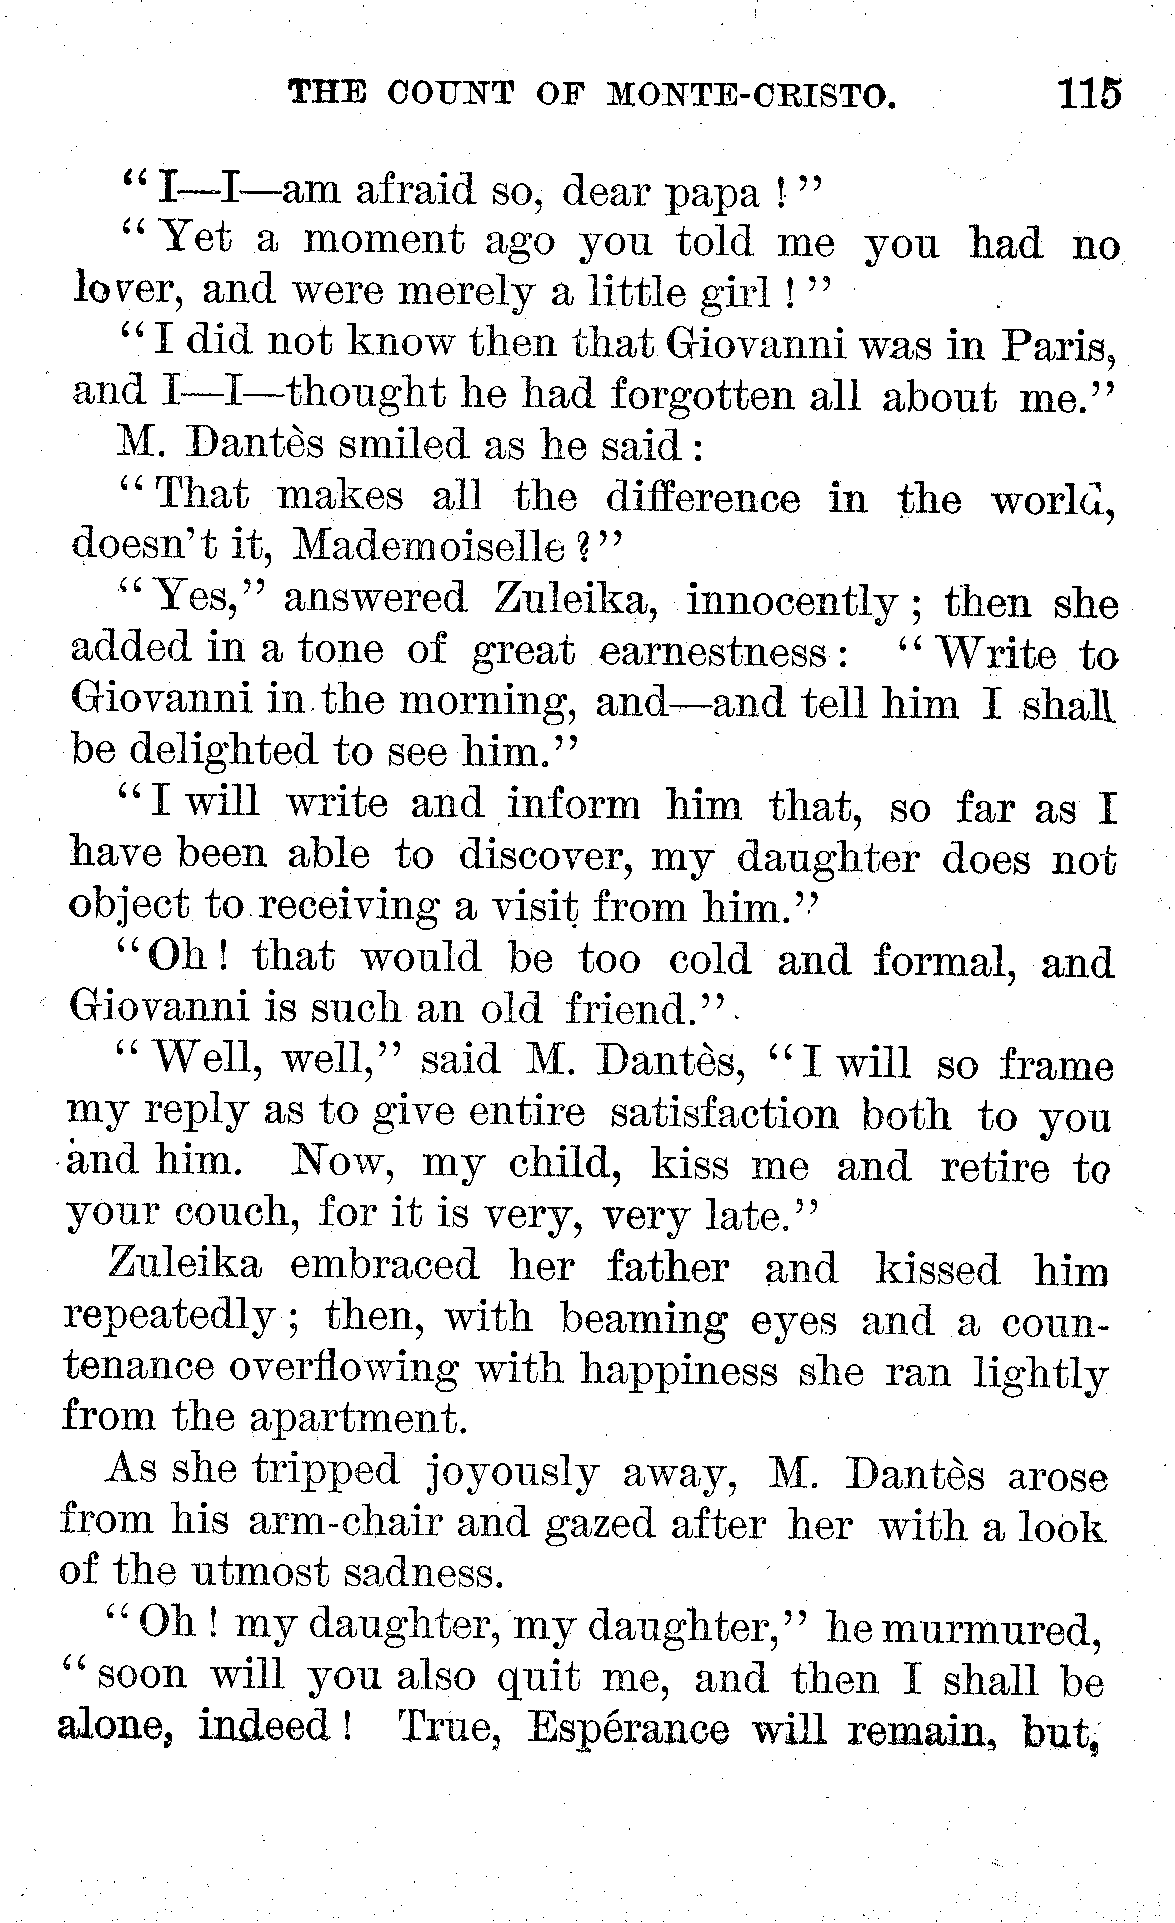 THE COUNT OF MONTE-CRISTO. 115
“I—I—am afraid so, dear papa!”
“Yet a moment ago you told me you had no
lover, and were merely a little girl!”
“I did not know then that Giovanni was in Paris,
and I—I—thought he had forgotten all about me.”
M. Dantès smiled as he said:
“That makes all the difference in the world,
doesn’t it, Mademoiselle?”
“Yes,” answered Zuleika, innocently; then she
added in a tone of great earnestness: “Write to
Giovanni in the morning, and—and tell him I shall
be delighted to see him.”
“I will write and inform him that, so far as I
have been able to discover, my daughter does not
object to receiving a visit from him.”
“Oh! that would be too cold and formal, and
Giovanni is such an old friend.”
“Well, well,” said M. Dantès, “I will so frame
my reply as to give entire satisfaction both to you
and him. Now, my child, kiss me and retire to
your couch, for it is very, very late.”
Zuleika embraced her father and kissed him
repeatedly; then, with beaming eyes and a coun-
tenance overflowing with happiness she ran lightly
from the apartment.
As she tripped joyously away, M. Dantès arose
from his arm-chair and gazed after her with a look
of the utmost sadness.
“Oh! my daughter, my daughter,” he murmured,
“soon will you also quit me, and then I shall be
alone, indeed! True, Espérance will remain, but,